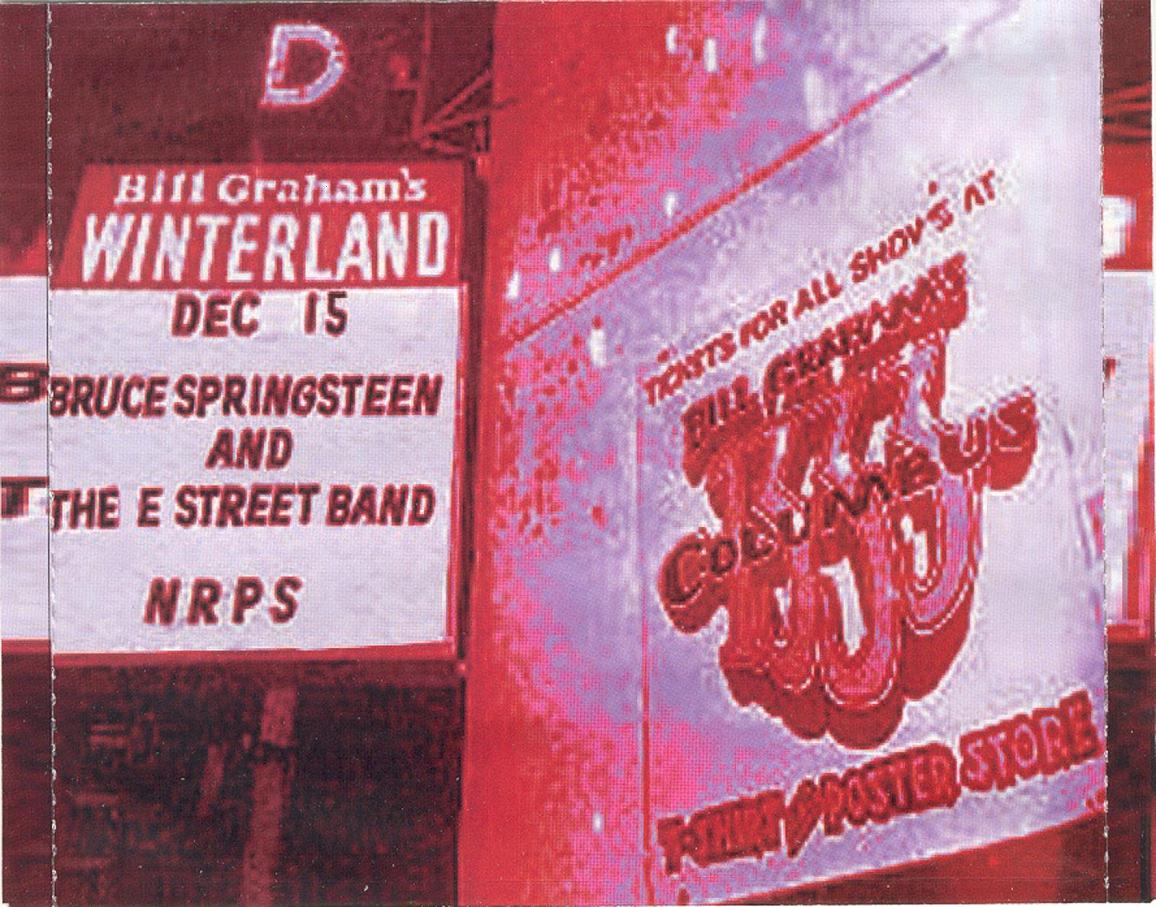 D
Bill Graham's
WINTERLAND
DEC 15
BRUCE SPRINGSTEEN
AND
THE E STREET BAND
NRPS
TICKETS FOR ALL SHOWS AT
BILL GRAHAM'S
COLUMBUS
T-SHIRT & POSTER STORE